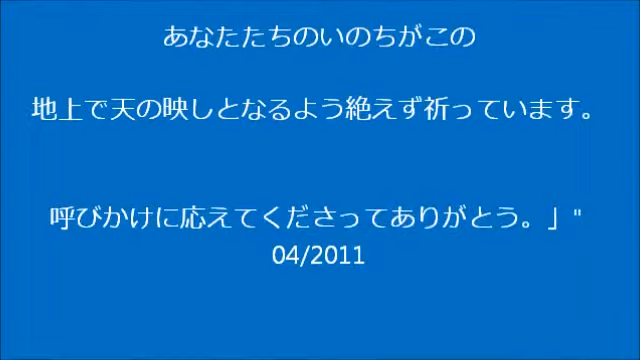 あなたたちのいのちがこの
地上で天の映しとなるよう絶えず祈っています。
呼びかけに応えてくださってありがとう。」"
04/2011